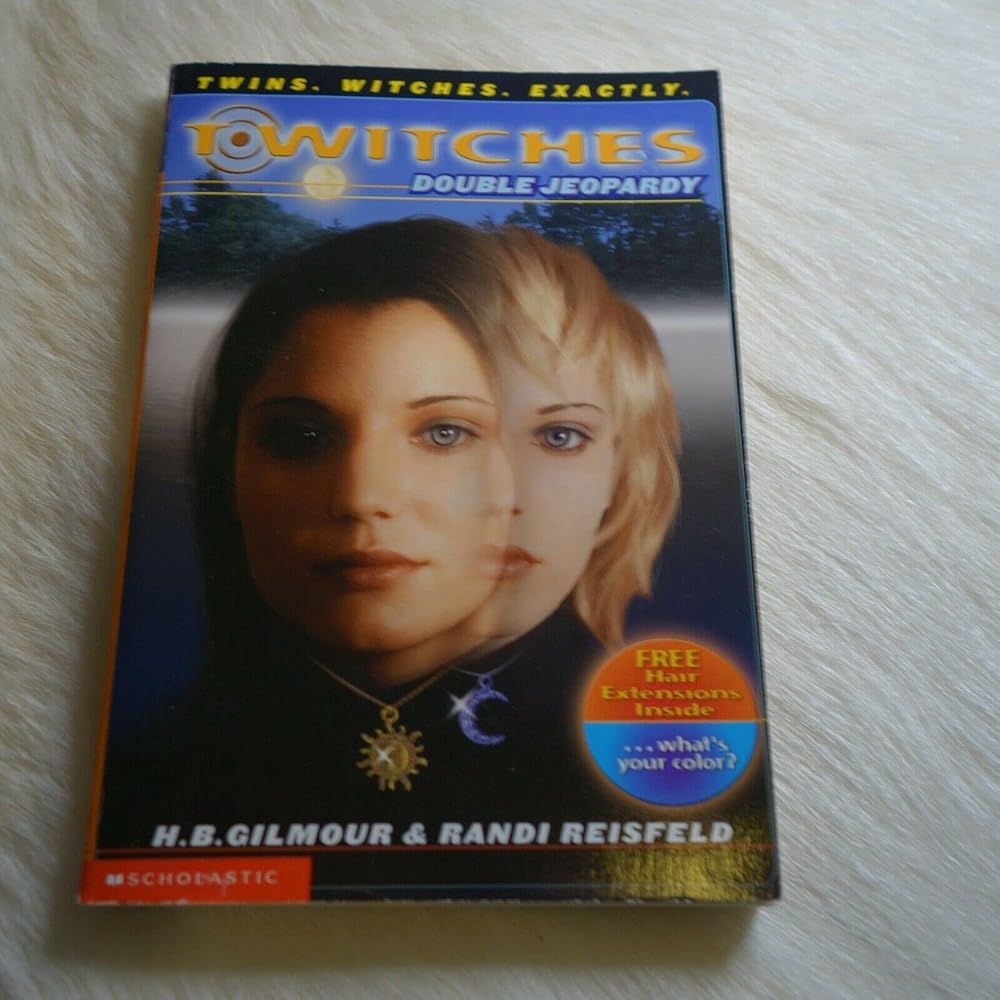 TWINS. WITCHES. EXACTLY.
T*WITCHES
DOUBLE JEOPARDY
FREE
Hair
Extensions
Inside
...what's
your color?
H.B.GILMOUR & RANDI REISFELD
SCHOLASTIC